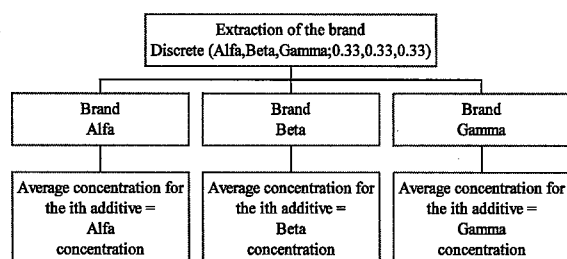 Extraction of the brand
Discrete (Alfa,Beta,Gamma;0.33,0.33,0.33)
Brand
Alfa
Brand
Beta
Brand
Gamma
Average concentration for
the ith additive =
Alfa
concentration
Average concentration for
the ith additive =
Beta
concentration
Average concentration for
the ith additive =
Gamma
concentration